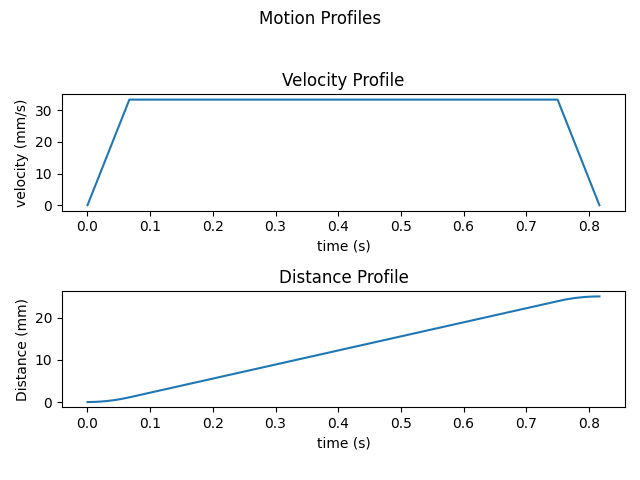 Motion Profiles
Velocity Profile
velocity (mm/s)
30
20
10
0
0.0 0.1 0.2 0.3 0.4 0.5 0.6 0.7 0.8
time (s)
Distance Profile
Distance (mm)
20
10
0
0.0 0.1 0.2 0.3 0.4 0.5 0.6 0.7 0.8
time (s)